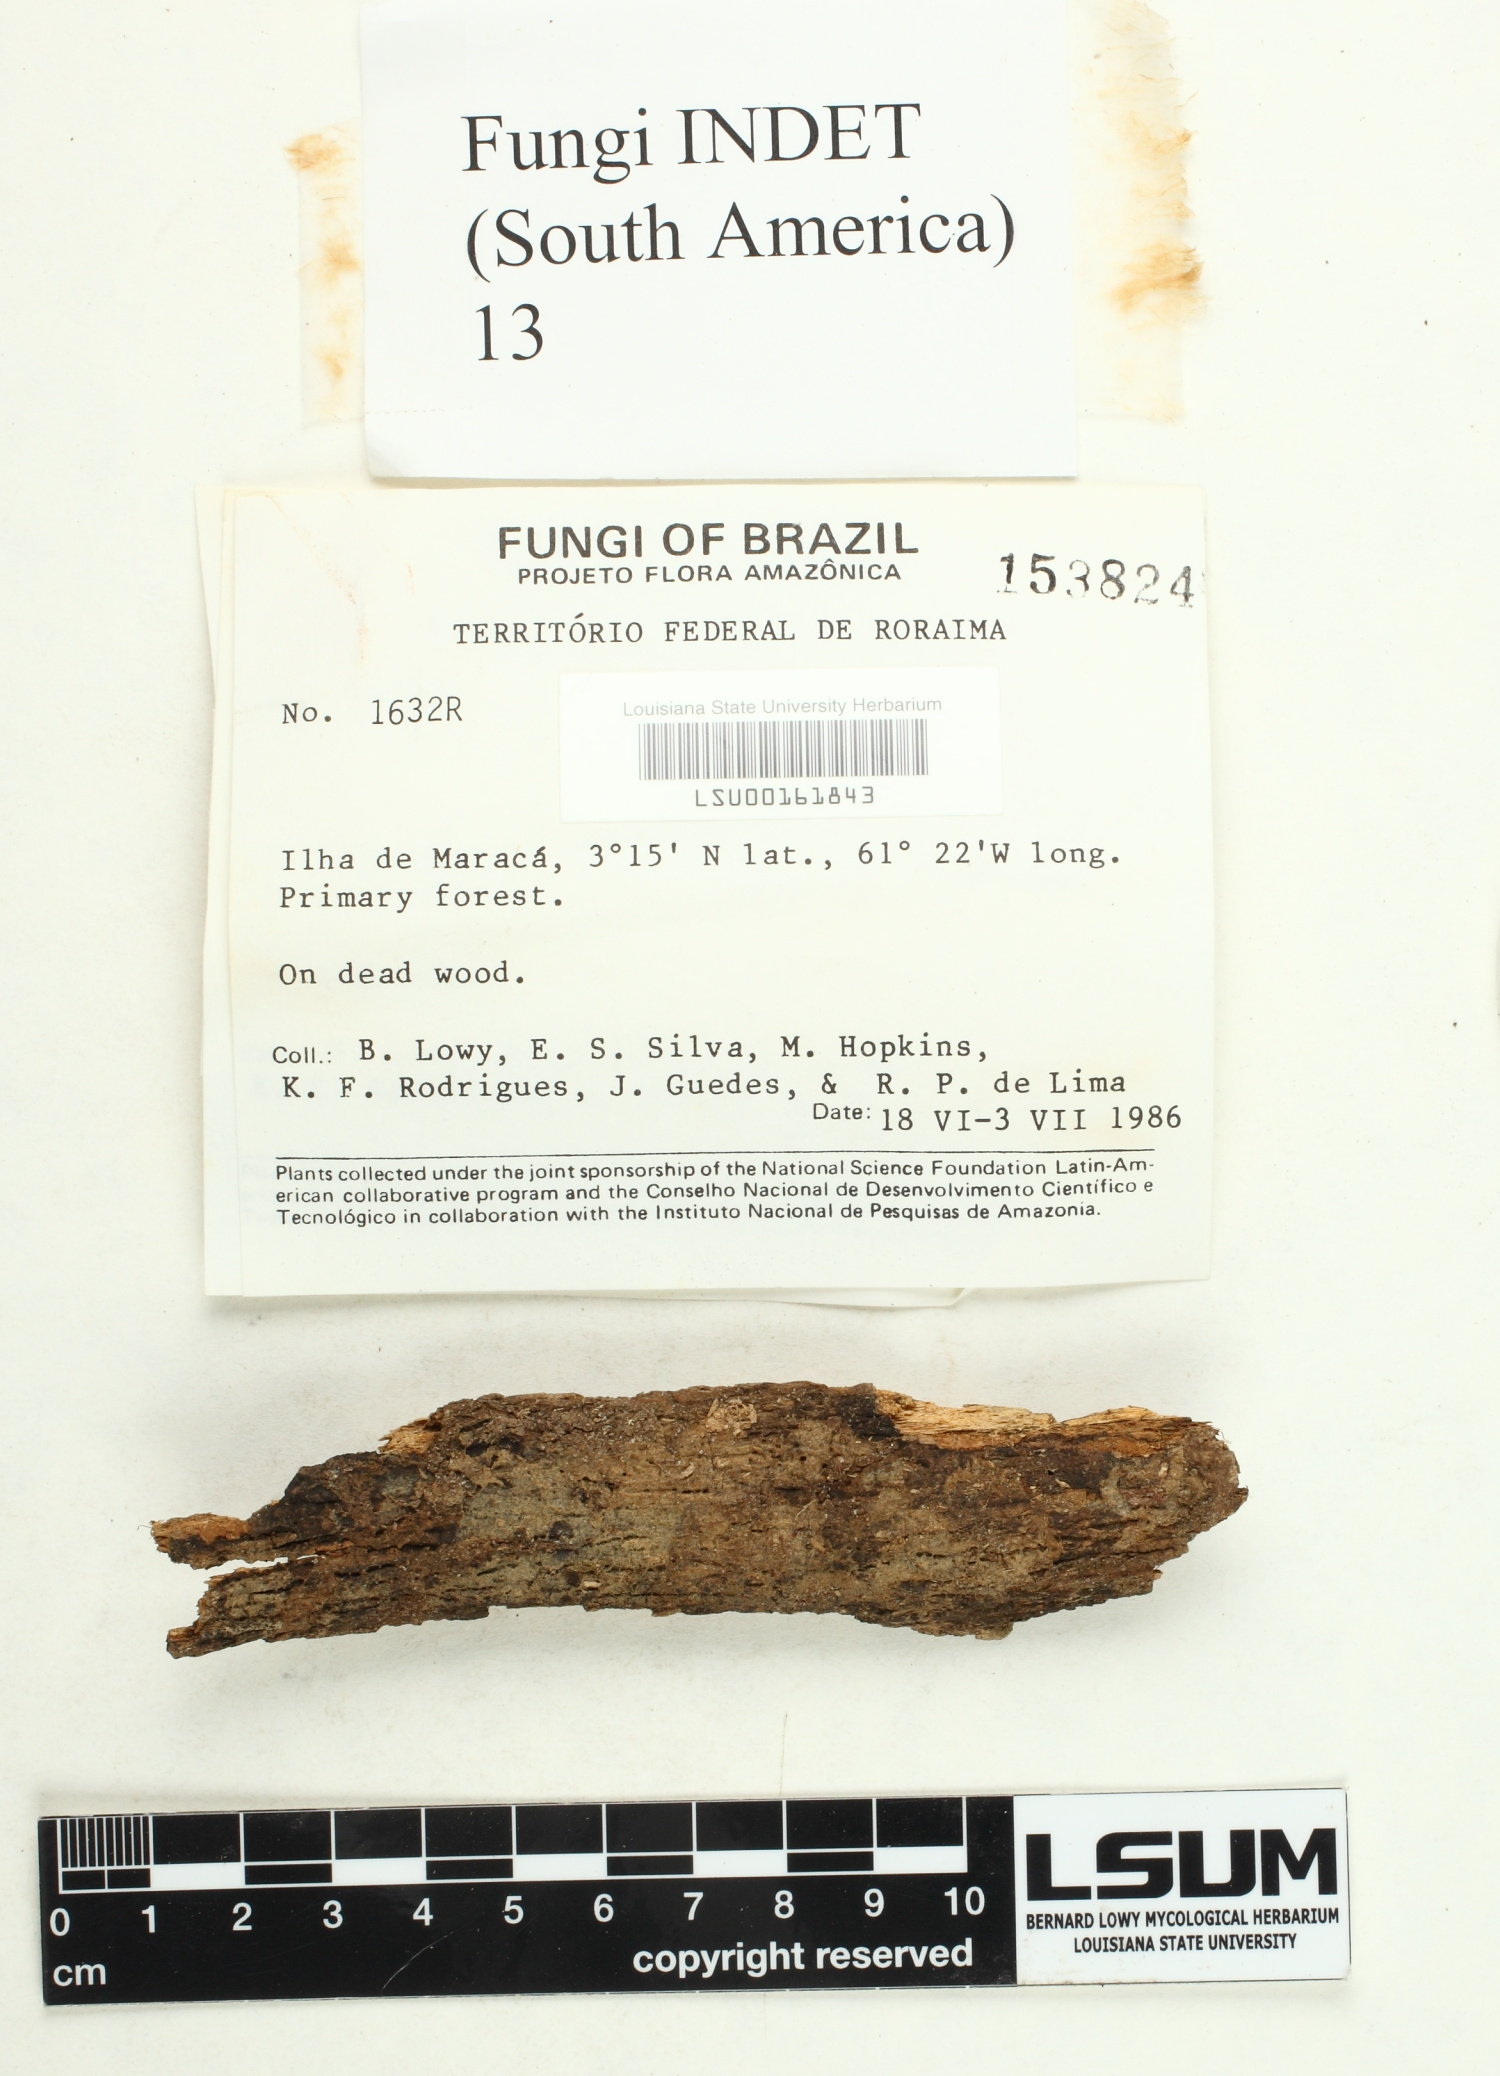 Fungi INDET
(South America)
13
FUNGI OF BRAZIL
PROJETO FLORA AMAZÔNICA
153824
TERRITÓRIO FEDERAL DE RORAIMA
No. 1632R
Louisiana State University Herbarium
LSU00161843
Ilha de Maracá, 3°15' N lat., 61° 22'W long.
Primary forest.
On dead wood.
Coll.: B. Lowy, E. S. Silva, M. Hopkins,
K. F. Rodrigues, J. Guedes, & R. P. de Lima
Date: 18 VI-3 VII 1986
Plants collected under the joint sponsorship of the National Science Foundation Latin-Am-
erican collaborative program and the Conselho Nacional de Desenvolvimento Científico e
Tecnológico in collaboration with the Instituto Nacional de Pesquisas de Amazonia.
0 1 2 3 4 5 6 7 8 9 10
cm
copyright reserved
LSUM
BERNARD LOWY MYCOLOGICAL HERBARIUM
LOUISIANA STATE UNIVERSITY